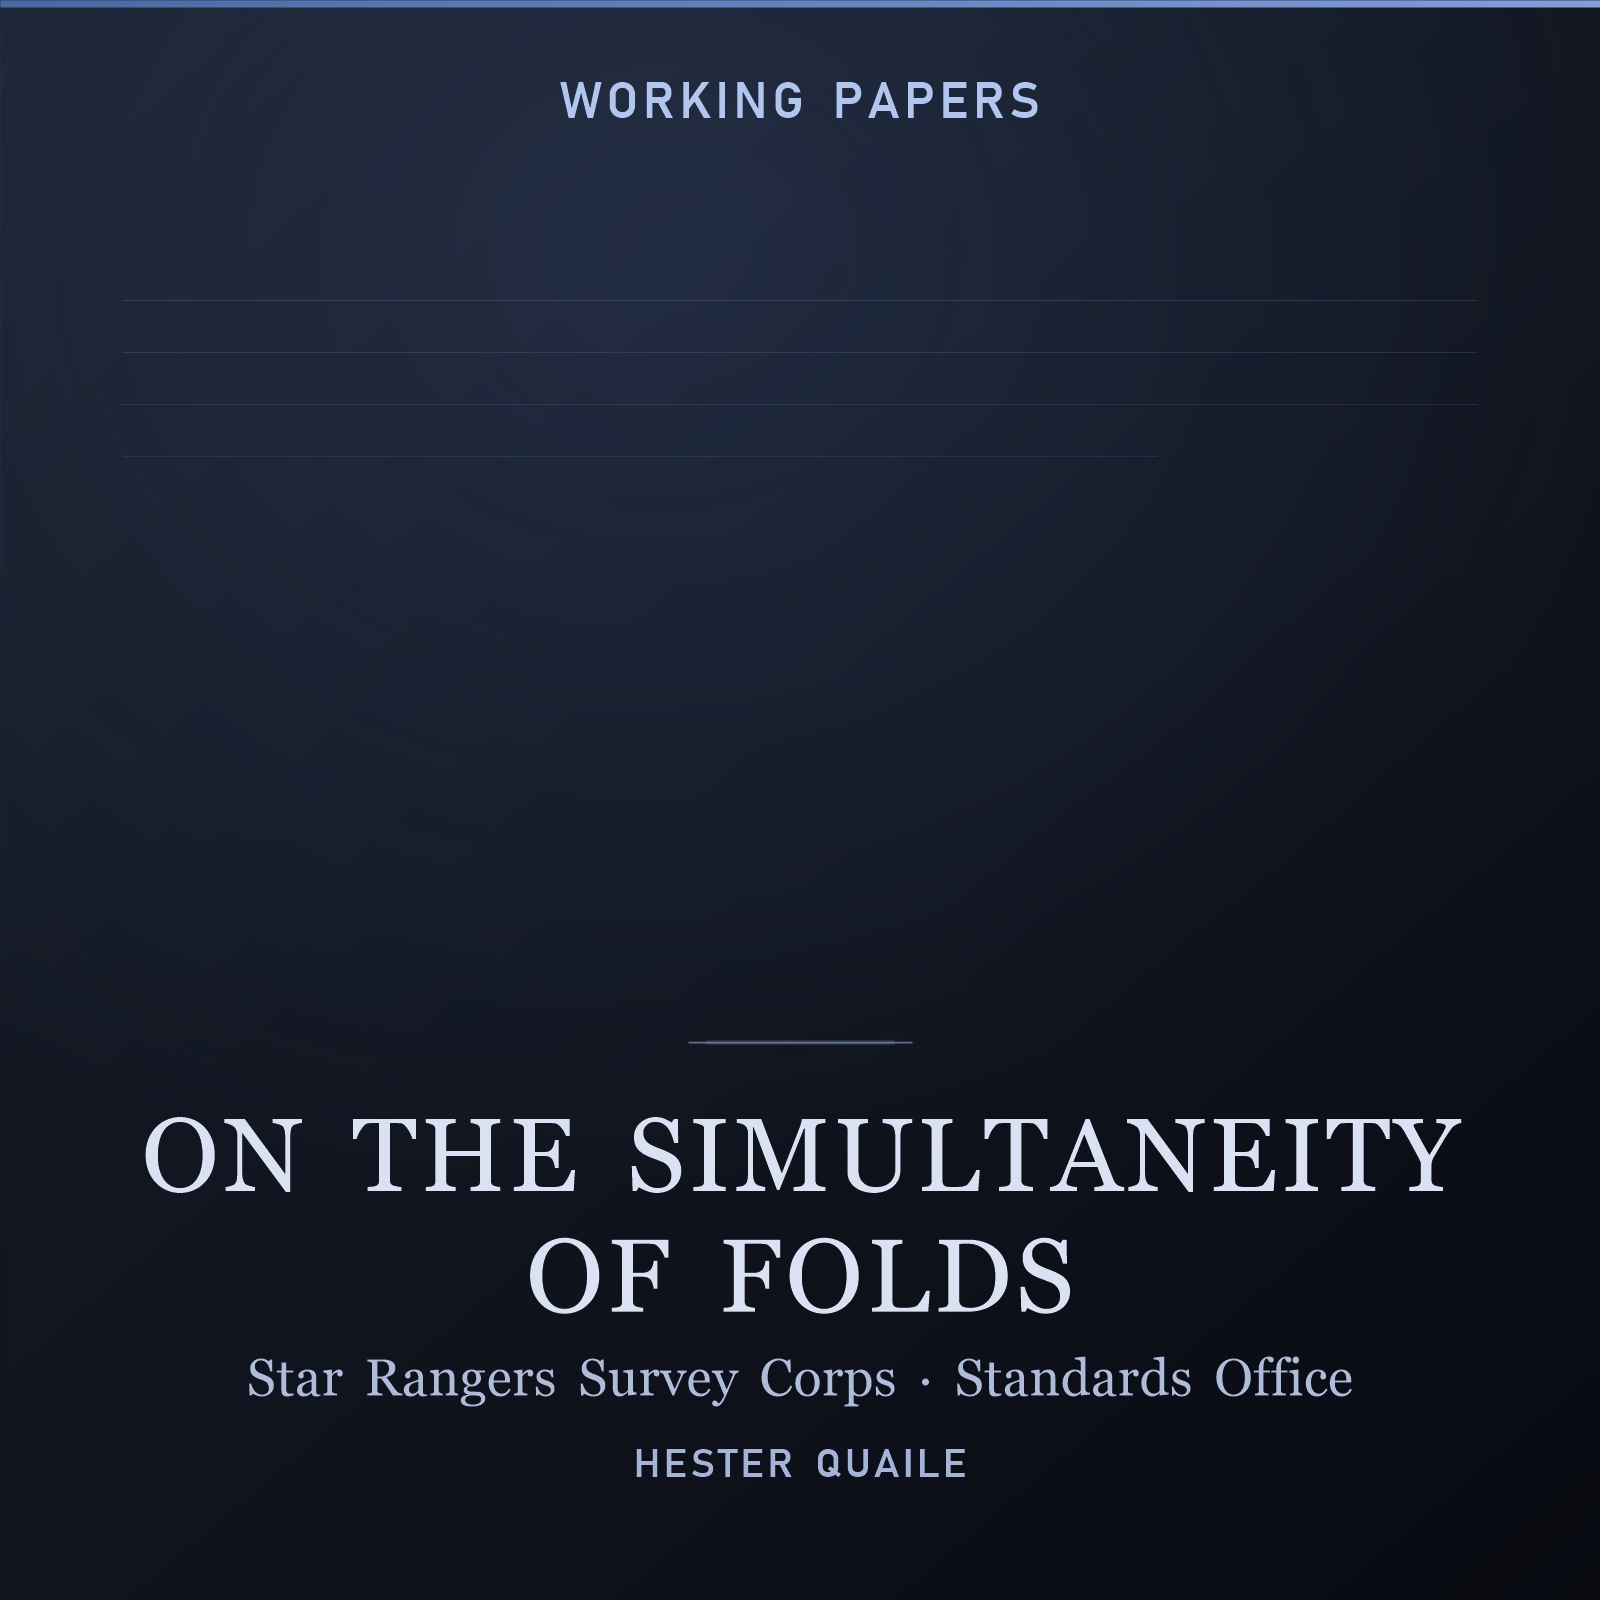 WORKING PAPERS
ON THE SIMULTANEITY
OF FOLDS
Star Rangers Survey Corps · Standards Office
HESTER QUAILE